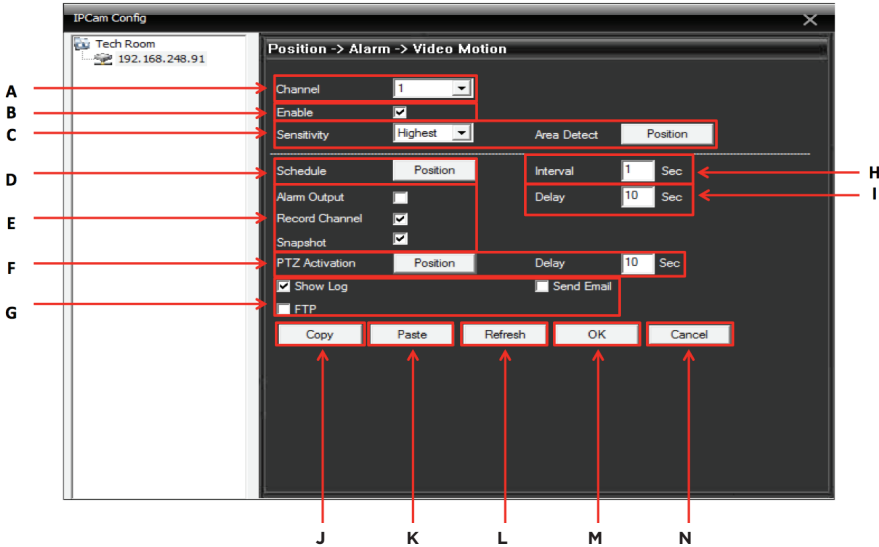 IPCam Config
Tech Room
192.168.248.91
Position -> Alarm -> Video Motion
A Channel 1
B Enable
C Sensitivity Highest Area Detect Position
D Schedule Position Interval 1 Sec H
Alarm Output Delay 10 Sec I
E Record Channel
Snapshot
F PTZ Activation Position Delay 10 Sec
Show Log Send Email
G FTP
Copy Paste Refresh OK Cancel
J K L M N